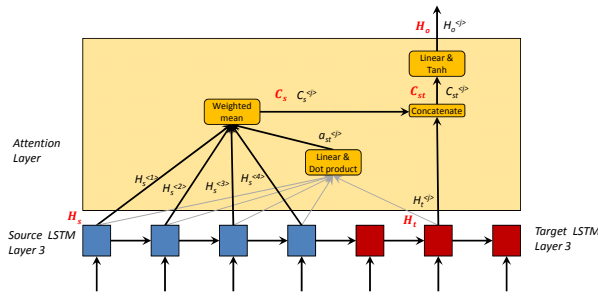 H_o H_o^<j>
Linear &
Tanh
C_s C_s^<j>
C_st C_st^<j>
Weighted
mean
Concatenate
a_st^<j>
Attention
Layer
Linear &
Dot product
H_s^<1>
H_s^<2>
H_s^<3>
H_s^<4>
H_t^<j>
H_s
H_t
Source LSTM
Layer 3
Target LSTM
Layer 3